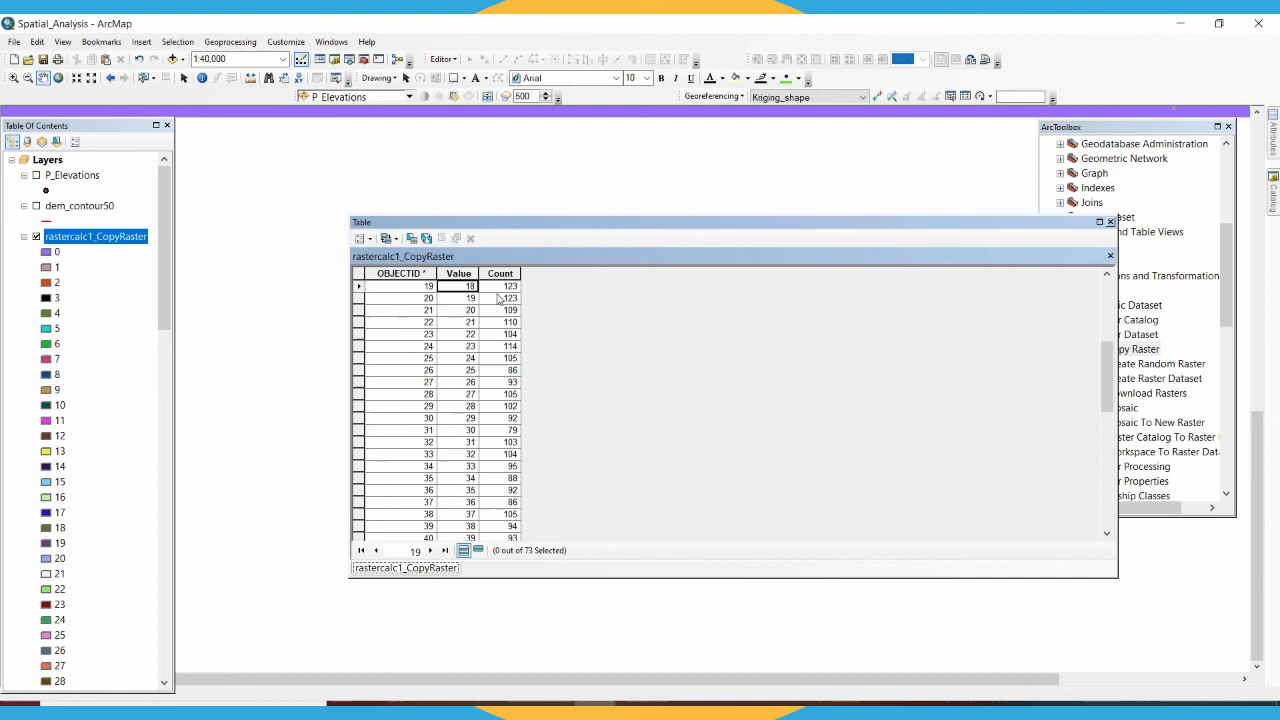 Spatial_Analysis - ArcMap
File Edit View Bookmarks Insert Selection Geoprocessing Customize Windows Help
1:40,000 Editor
Drawing Arial 10 B I U A
P_Elevations 500 Georeferencing Kriging_shape
Table Of Contents
Layers
P_Elevations
dem_contour50
rastercalc1_CopyRaster
0
1
2
3
4
5
6
7
8
9
10
11
12
13
14
15
16
17
18
19
20
21
22
23
24
25
26
27
28
Table
rastercalc1_CopyRaster
OBJECTID * Value Count
19 18 123
20 19 123
21 20 109
22 21 110
23 22 104
24 23 114
25 24 105
26 25 86
27 26 93
28 27 105
29 28 102
30 29 92
31 30 79
32 31 103
33 32 104
34 33 95
35 34 88
36 35 92
37 36 86
38 37 105
39 38 94
40 39 93
19 (0 out of 73 Selected)
rastercalc1_CopyRaster
ArcToolbox
Geodatabase Administration
Geometric Network
Graph
Indexes
Joins
taset
and Table Views
ions and Transformation
ic Dataset
r Catalog
r Dataset
py Raster
eate Random Raster
eate Raster Dataset
ownload Rasters
osaic
osaic To New Raster
ster Catalog To Raster
orkspace To Raster Dat
er Processing
er Properties
ship Classes
Attributes
Catalog